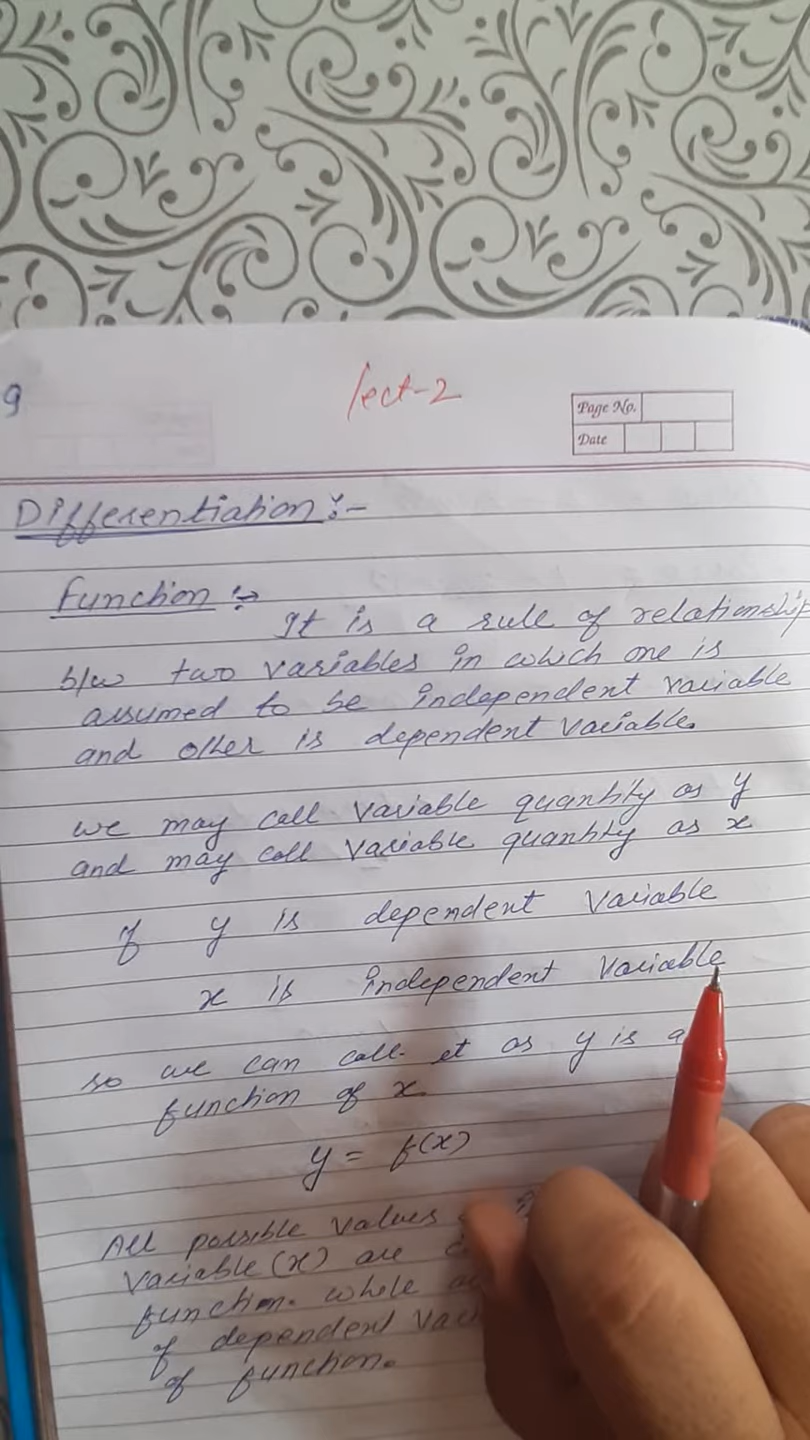 9
lect-2
Page No.
Date
Differentiation :-
Function :-
It is a rule of relationship
b/w two variables in which one is
assumed to be independent variable
and other is dependent variable.
we may call variable quantity as y
and may call variable quantity as x
If y is dependent variable
x is independent variable
so we can call it as y is a
function of x
y = f(x)
All possible values
variable (x) are
function. while
of dependent
of function.